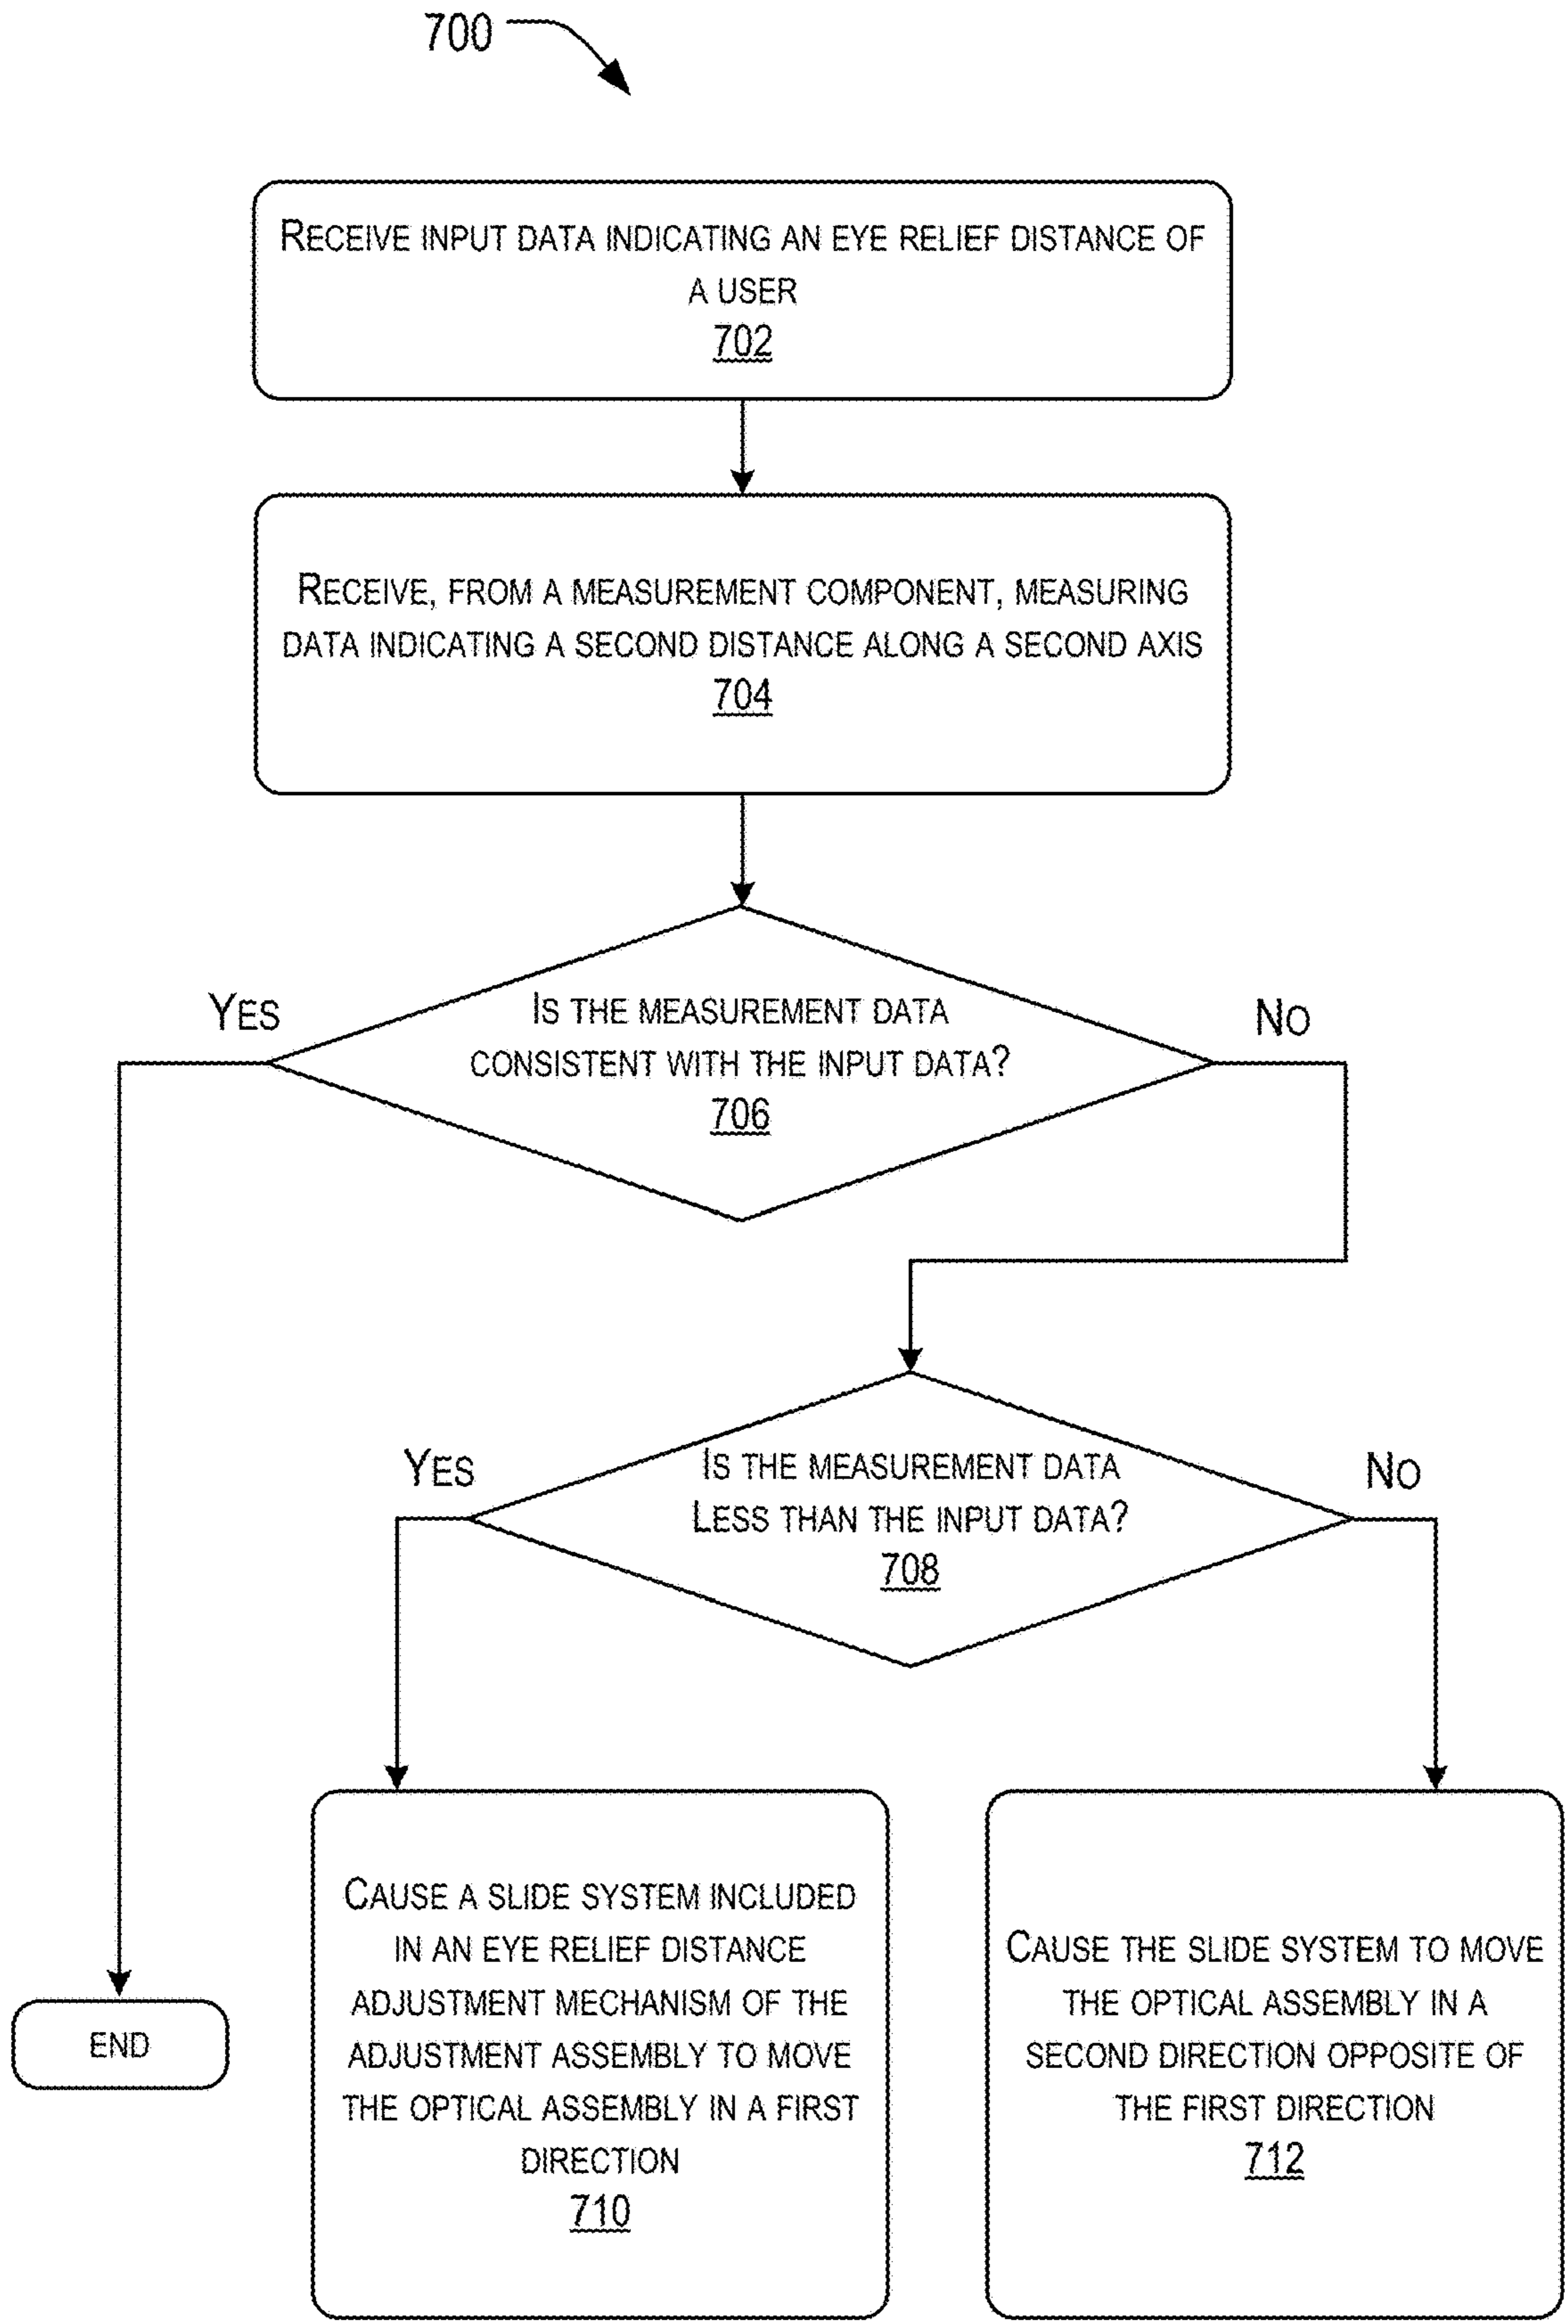 700
RECEIVE INPUT DATA INDICATING AN EYE RELIEF DISTANCE OF
A USER
702
RECEIVE, FROM A MEASUREMENT COMPONENT, MEASURING
DATA INDICATING A SECOND DISTANCE ALONG A SECOND AXIS
704
YES
IS THE MEASUREMENT DATA
CONSISTENT WITH THE INPUT DATA?
706
NO
YES
IS THE MEASUREMENT DATA
LESS THAN THE INPUT DATA?
708
NO
END
CAUSE A SLIDE SYSTEM INCLUDED
IN AN EYE RELIEF DISTANCE
ADJUSTMENT MECHANISM OF THE
ADJUSTMENT ASSEMBLY TO MOVE
THE OPTICAL ASSEMBLY IN A FIRST
DIRECTION
710
CAUSE THE SLIDE SYSTEM TO MOVE
THE OPTICAL ASSEMBLY IN A
SECOND DIRECTION OPPOSITE OF
THE FIRST DIRECTION
712